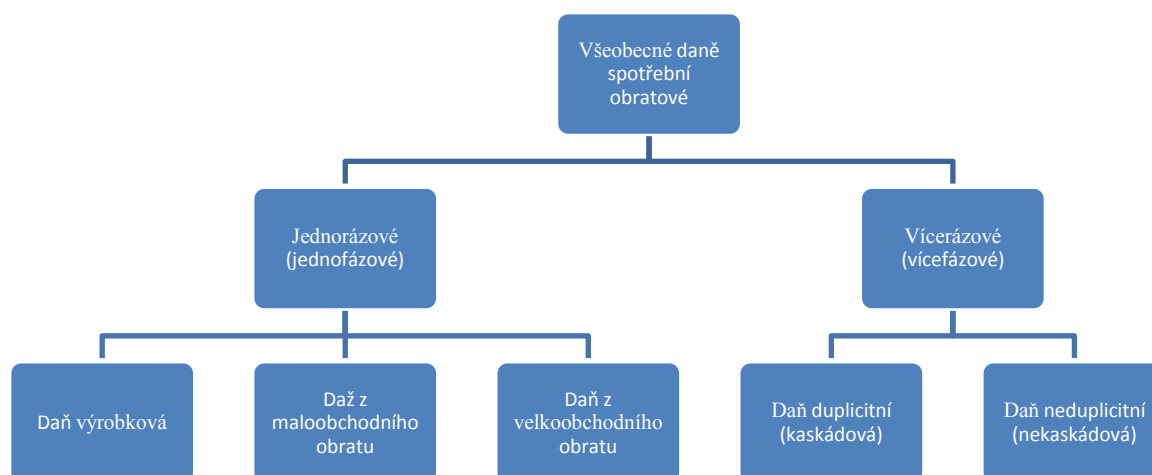 Všeobecné daně
spotřební
obratové
Jednorázové
(jednofázové)
Vícerázové
(vícefázové)
Daň výrobková
Daž z
maloobchodního
obratu
Daň z
velkoobchodního
obratu
Daň duplicitní
(kaskádová)
Daň neduplicitní
(nekaskádová)